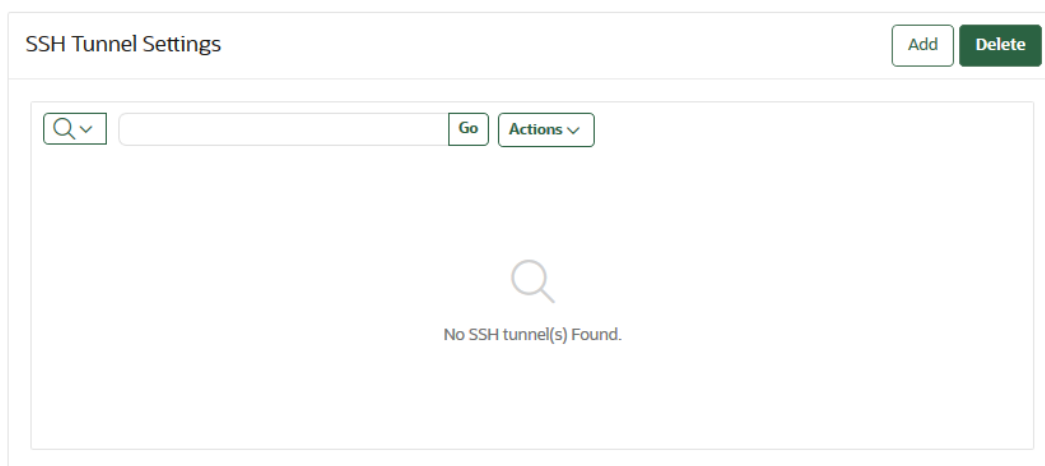 SSH Tunnel Settings
Add
Delete
Go
Actions
No SSH tunnel(s) Found.